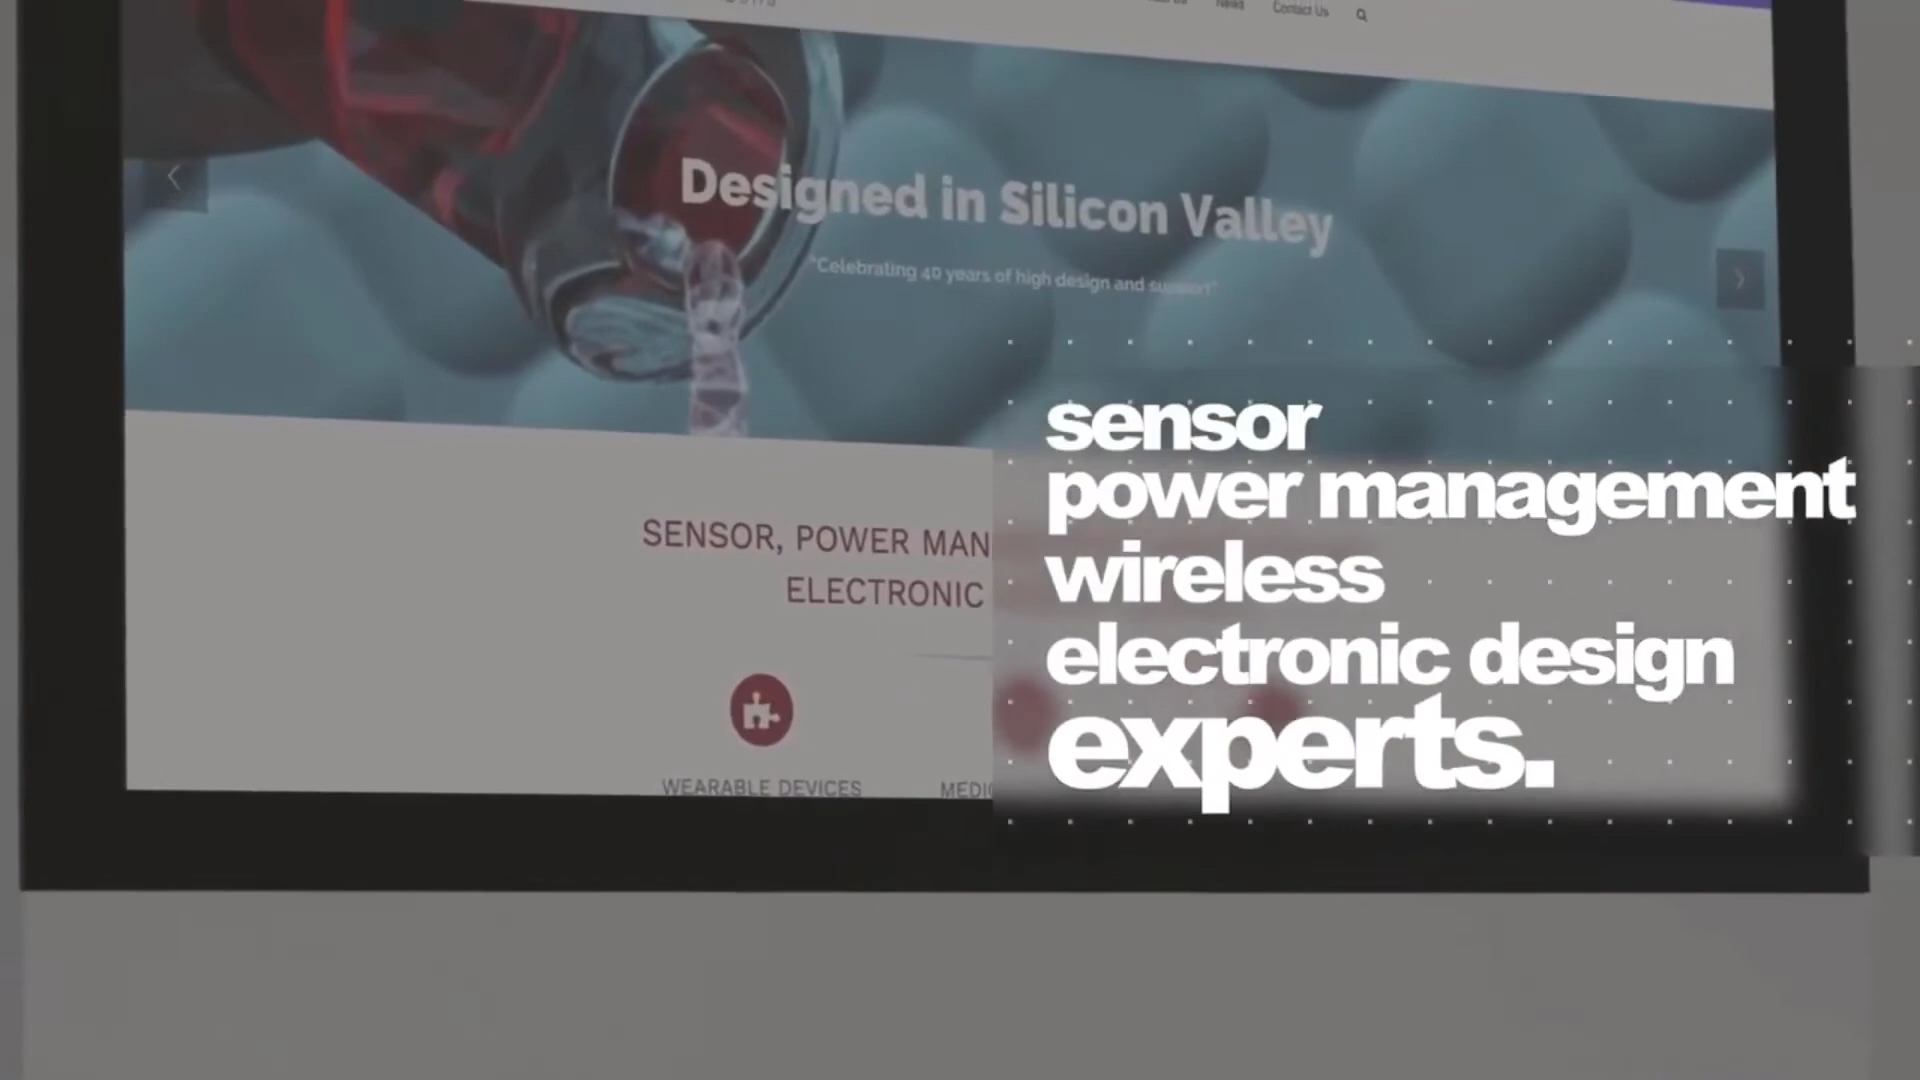 News
Contact Us
Designed in Silicon Valley
"Celebrating 40 years of high design and support"
SENSOR, POWER MAN
ELECTRONIC
WEARABLE DEVICES
sensor
power management
wireless
electronic design
experts.